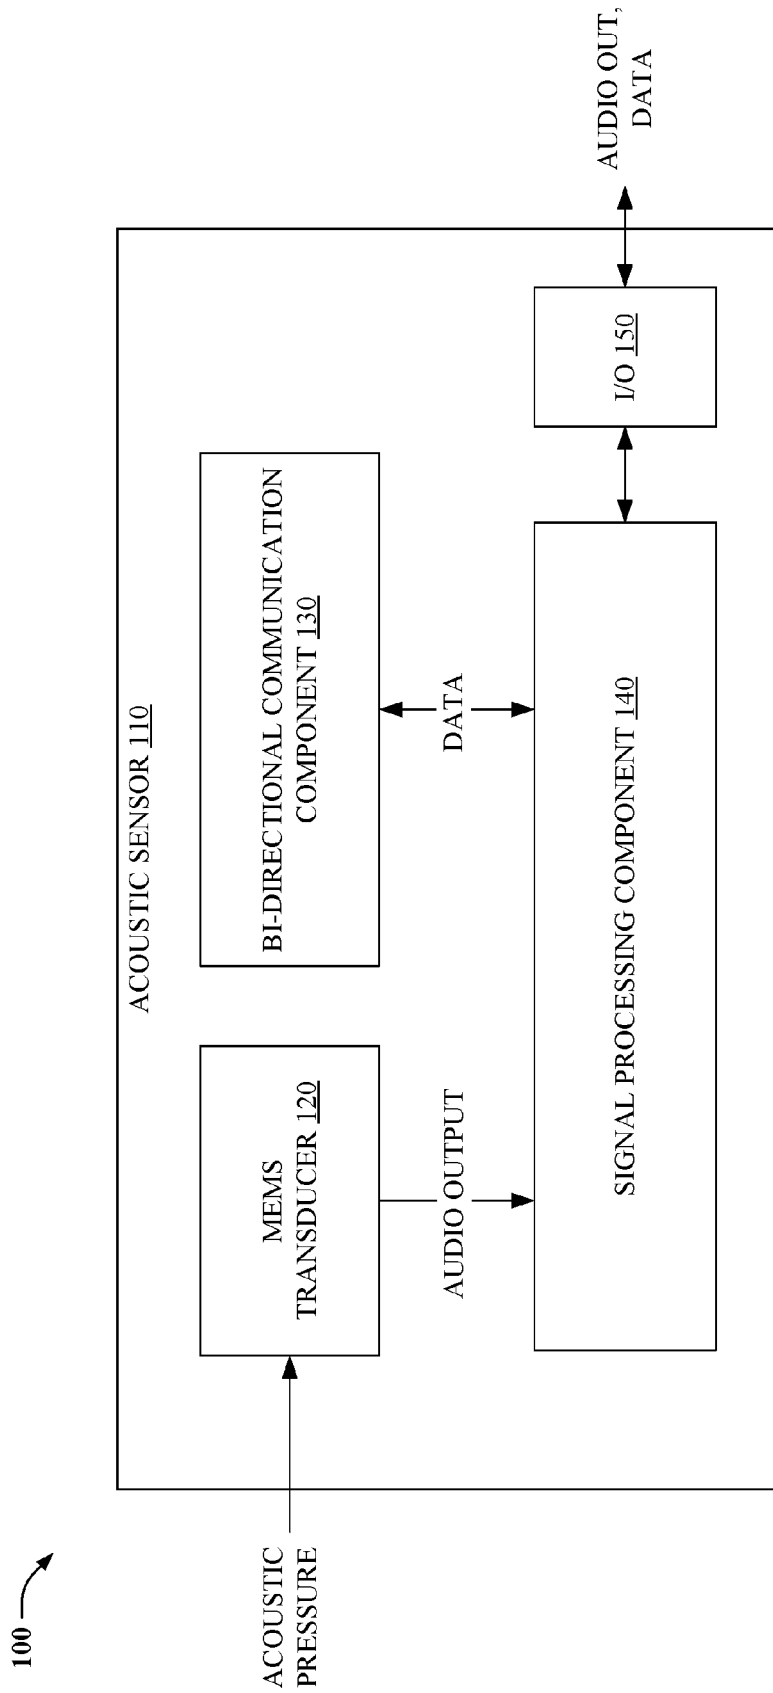 100
ACOUSTIC SENSOR 110
ACOUSTIC
PRESSURE
MEMS
TRANSDUCER 120
BI-DIRECTIONAL COMMUNICATION
COMPONENT 130
AUDIO OUTPUT
DATA
SIGNAL PROCESSING COMPONENT 140
I/O 150
AUDIO OUT,
DATA